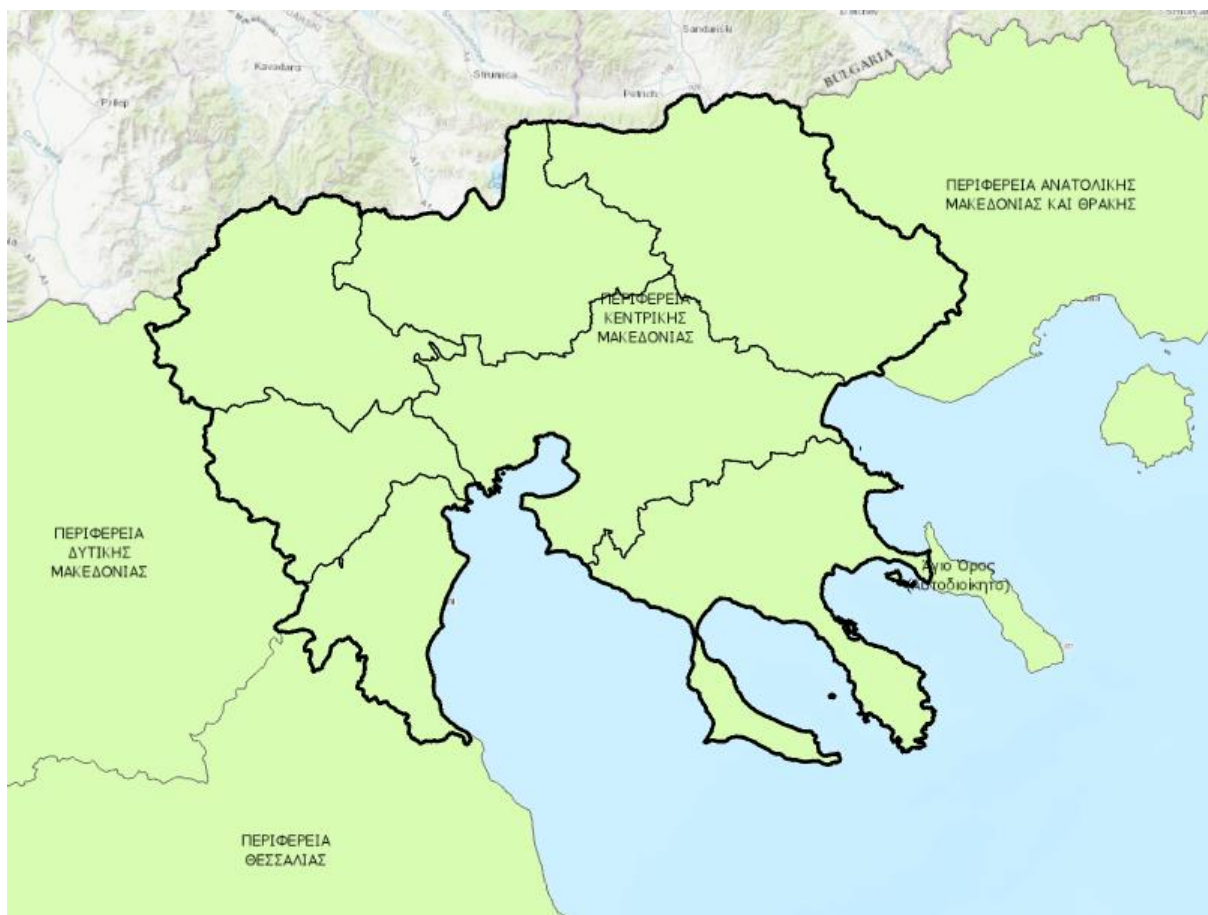 Sandanski
Kavadarci
Strumica
BULGARIA
Petrich
Prilep
ΠΕΡΙΦΕΡΕΙΑ ΑΝΑΤΟΛΙΚΗΣ
ΜΑΚΕΔΟΝΙΑΣ ΚΑΙ ΘΡΑΚΗΣ
ΠΕΡΙΦΕΡΕΙΑ
ΚΕΝΤΡΙΚΗΣ
ΜΑΚΕΔΟΝΙΑΣ
ΠΕΡΙΦΕΡΕΙΑ
ΔΥΤΙΚΗΣ
ΜΑΚΕΔΟΝΙΑΣ
Άγιο Όρος
(Αυτοδιοίκητο)
ΠΕΡΙΦΕΡΕΙΑ
ΘΕΣΣΑΛΙΑΣ